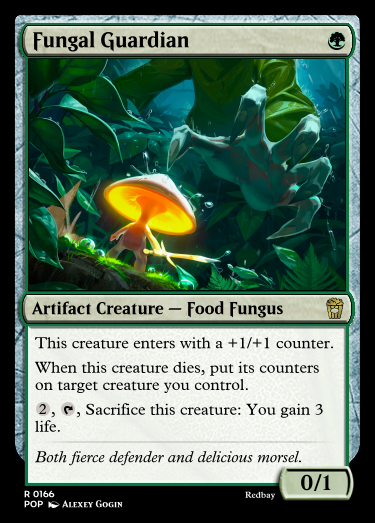 Fungal Guardian
Artifact Creature — Food Fungus
This creature enters with a +1/+1 counter.
When this creature dies, put its counters
on target creature you control.
2, , Sacrifice this creature: You gain 3
life.
Both fierce defender and delicious morsel.
0/1
R 0166
POP Alexey Gogin
Redbay